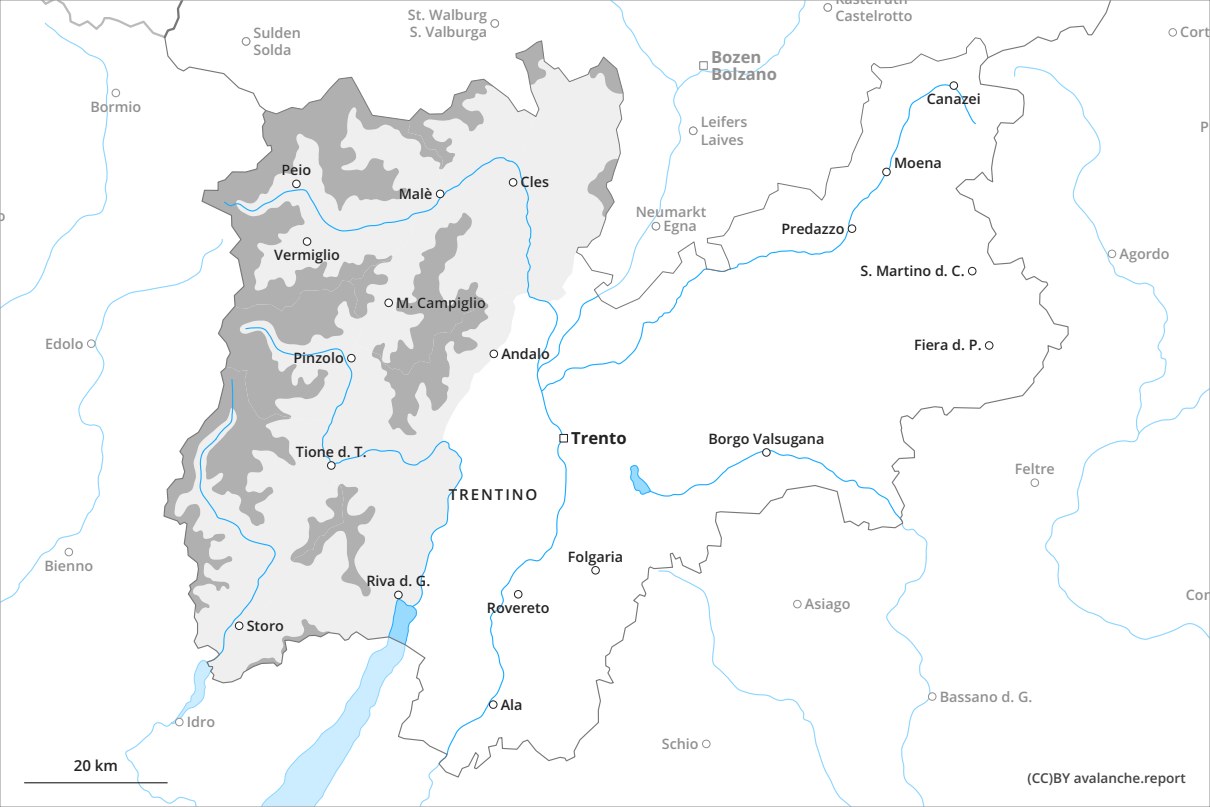 St. Walburg
S. Valburga
Kastelruth
Castelrotto
Sulden
Solda
Cort
Bozen
Bolzano
Bormio
Canazei
Leifers
Laives
P
Moena
Peio
Malè
Cles
Neumarkt
Egna
Predazzo
Vermiglio
Agordo
S. Martino d. C.
M. Campiglio
Edolo
Pinzolo
Andalo
Fiera d. P.
Trento
Borgo Valsugana
Tione d. T.
Feltre
TRENTINO
Bienno
Folgaria
Riva d. G.
Cor
Rovereto
Asiago
Storo
Bassano d. G.
Ala
Idro
Schio
20 km
(CC)BY avalanche.report